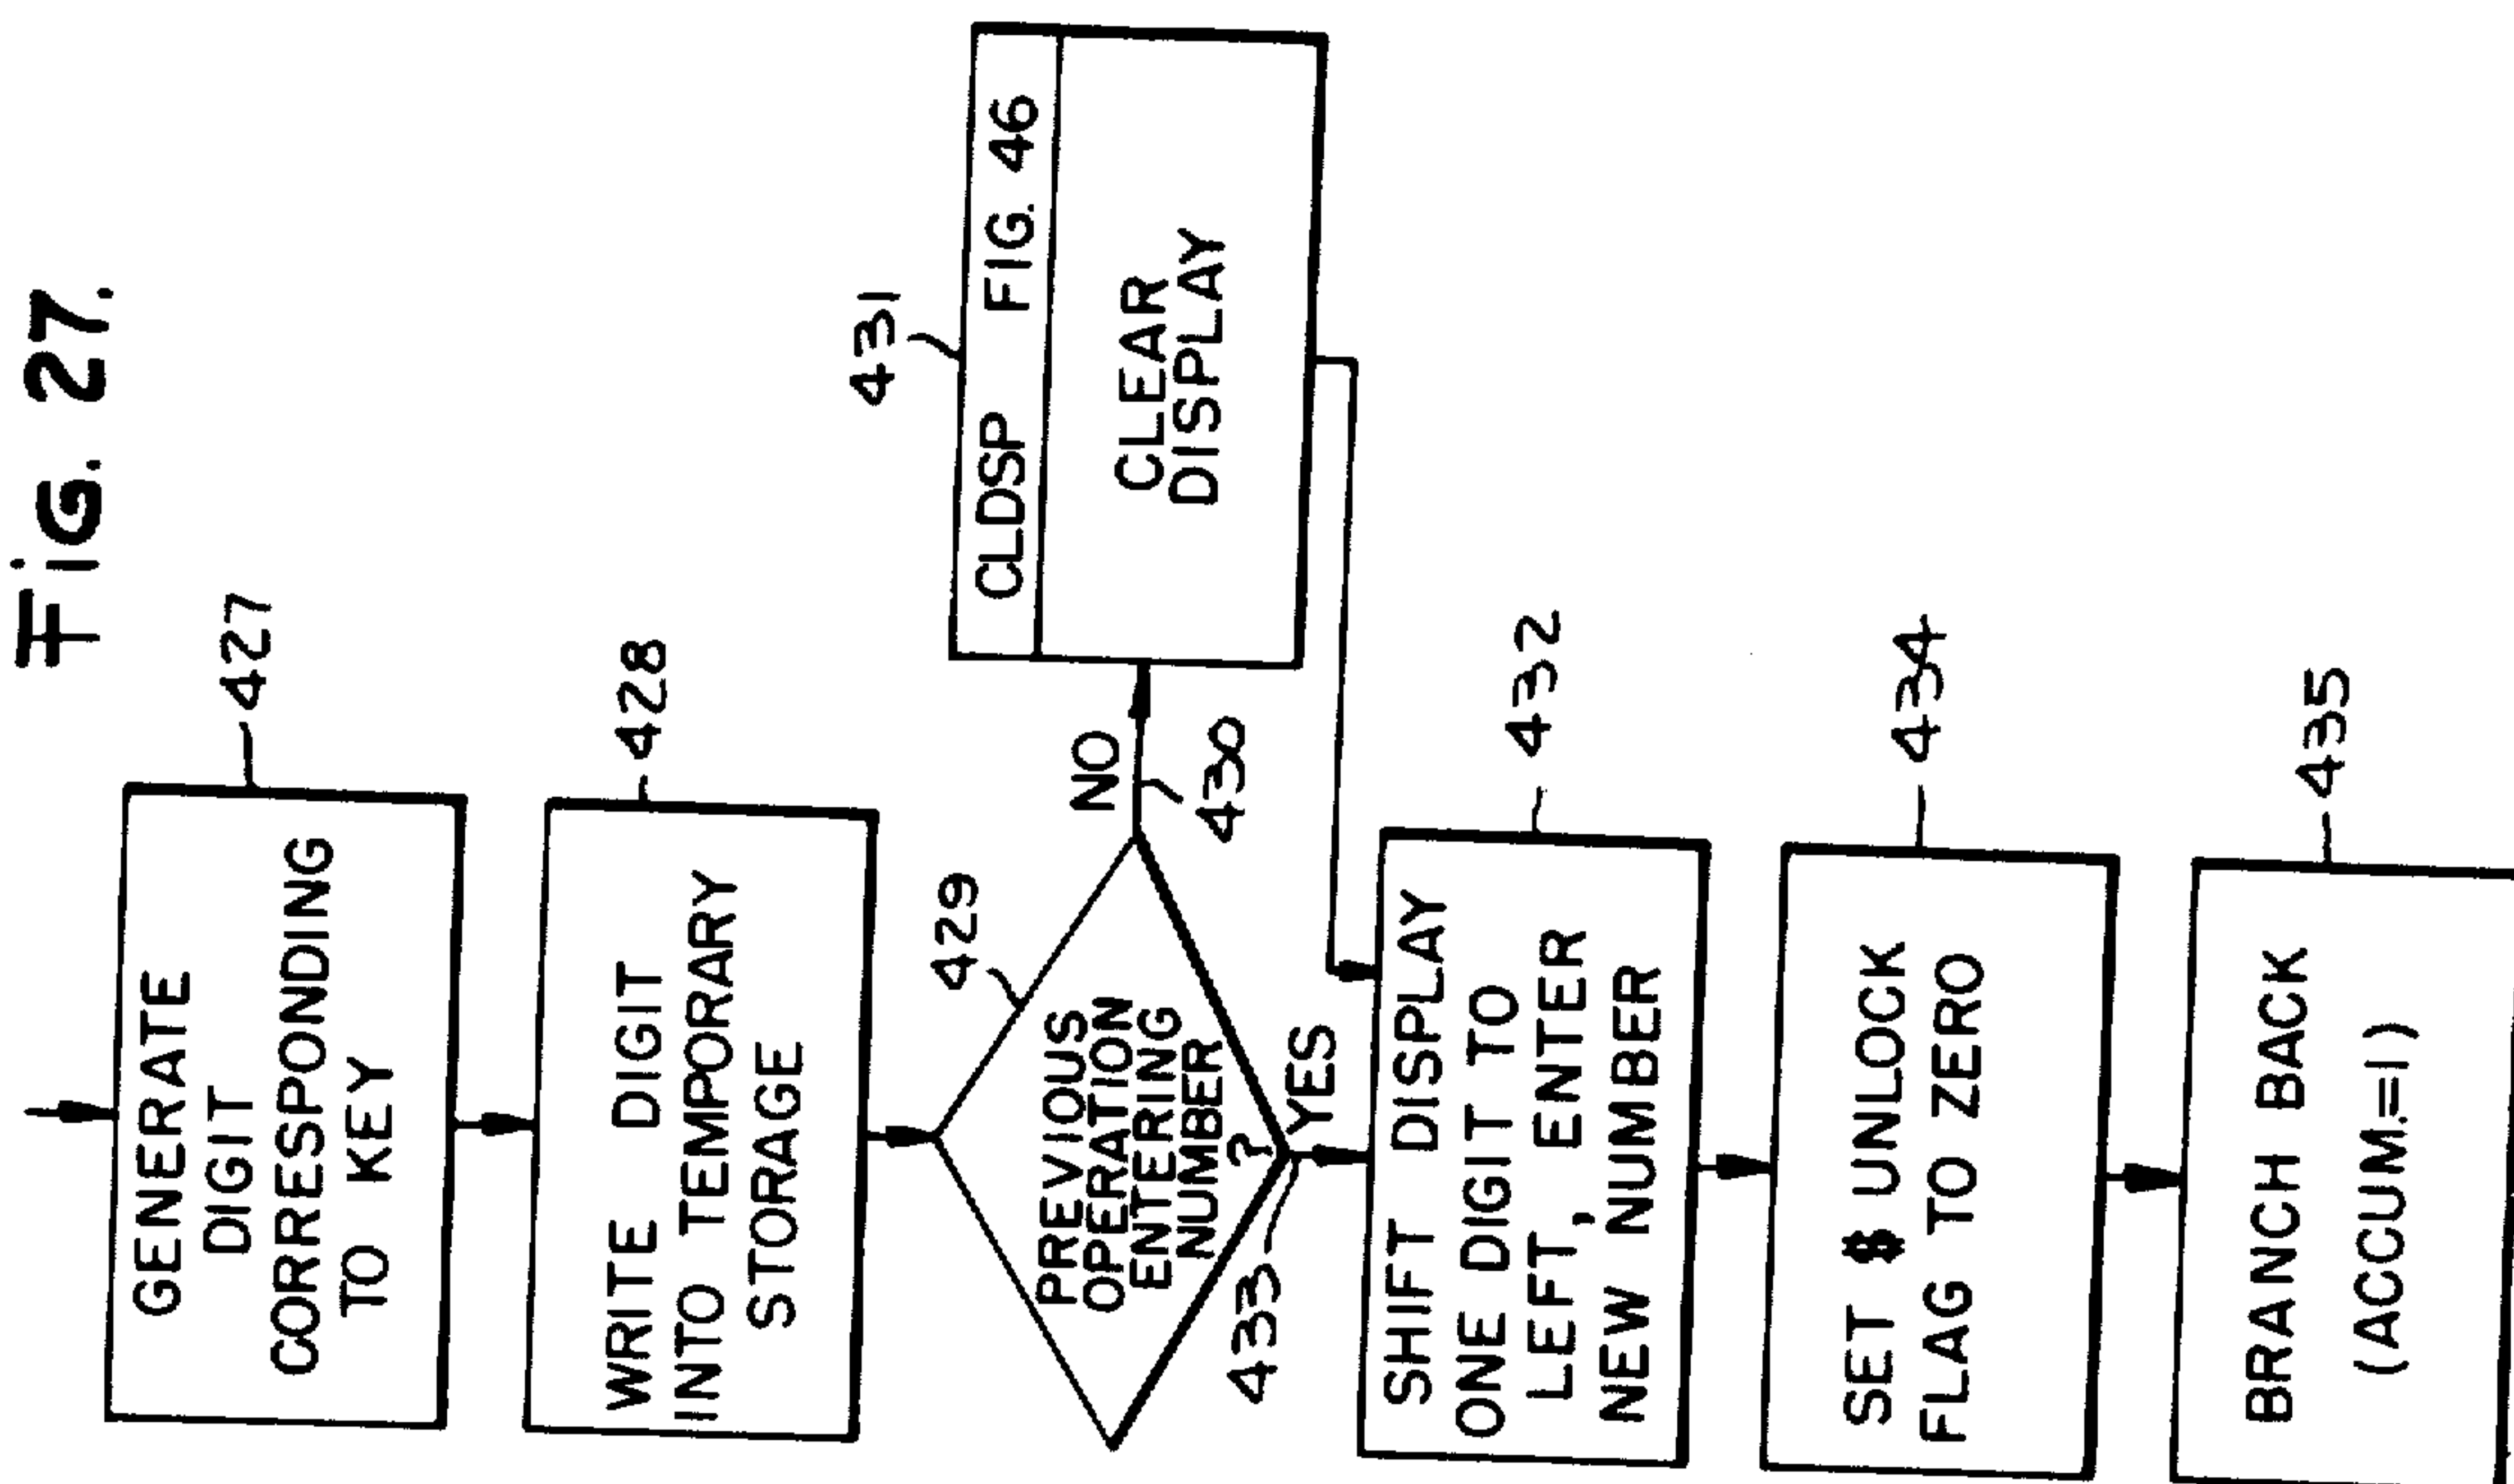 Fig. 27.
GENERATE
DIGIT
CORRESPONDING
TO KEY
427
WRITE DIGIT
INTO TEMPORARY
STORAGE
428
429
PREVIOUS
OPERATION
ENTERING
NUMBER
?
NO
430
431
CLDSP FIG. 46
CLEAR
DISPLAY
433
YES
SHIFT DISPLAY
ONE DIGIT TO
LEFT, ENTER
NEW NUMBER
432
SET $ UNLOCK
FLAG TO ZERO
434
BRANCH BACK
(ACCUM.=1)
435